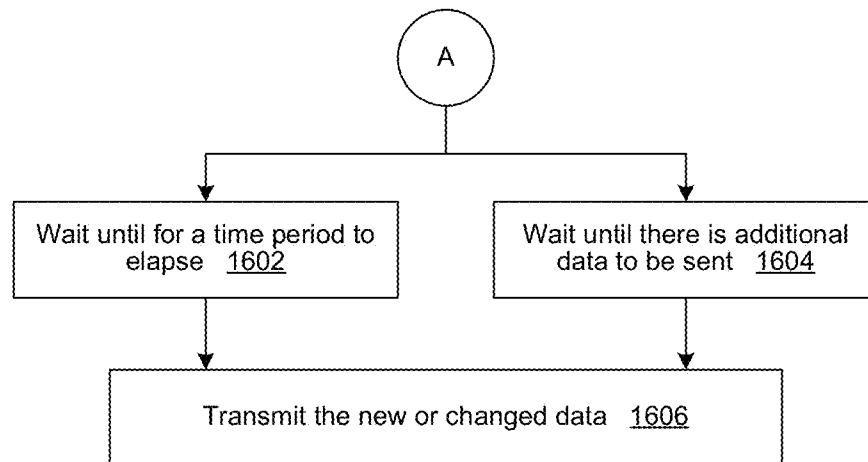 A
Wait until for a time period to
elapse 1602
Wait until there is additional
data to be sent 1604
Transmit the new or changed data 1606